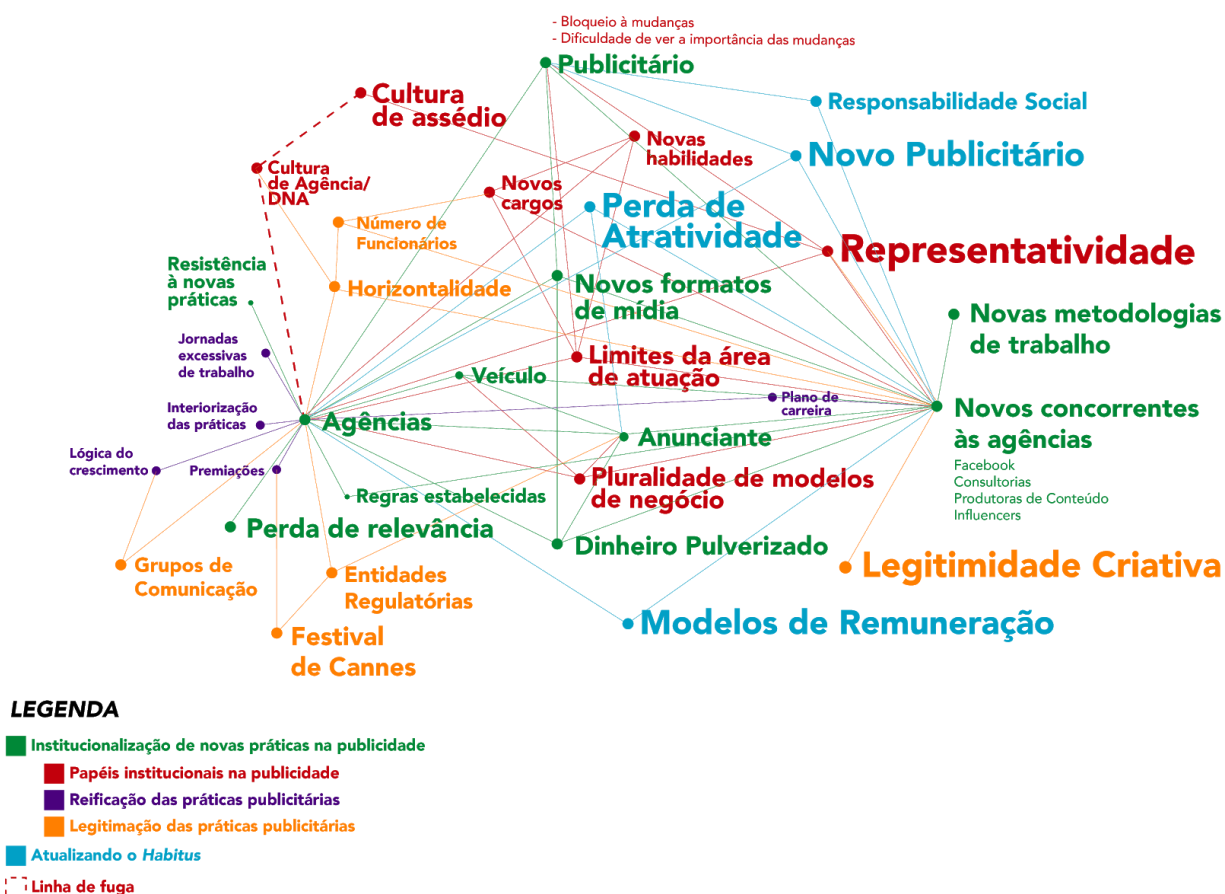 - Bloqueio à mudanças
- Dificuldade de ver a importância das mudanças
Publicitário
Cultura
de assédio
Responsabilidade Social
Novas
habilidades
Novo Publicitário
Cultura
de Agência/
DNA
Novos
cargos
Perda de
Atratividade
Número de
Funcionários
Representatividade
Resistência
à novas
práticas
Horizontalidade
Novos formatos
de mídia
Novas metodologias
de trabalho
Jornadas
excessivas
de trabalho
Limites da área
de atuação
Veículo
Plano de
carreira
Interiorização
das práticas
Agências
Novos concorrentes
às agências
Facebook
Consultorias
Produtoras de Conteúdo
Influencers
Anunciante
Lógica do
crescimento
Premiações
Pluralidade de modelos
de negócio
Regras estabelecidas
Perda de relevância
Dinheiro Pulverizado
Grupos de
Comunicação
Entidades
Regulatórias
Legitimidade Criativa
Modelos de Remuneração
Festival
de Cannes
LEGENDA
Institucionalização de novas práticas na publicidade
Papéis institucionais na publicidade
Reificação das práticas publicitárias
Legitimação das práticas publicitárias
Atualizando o Habitus
Linha de fuga